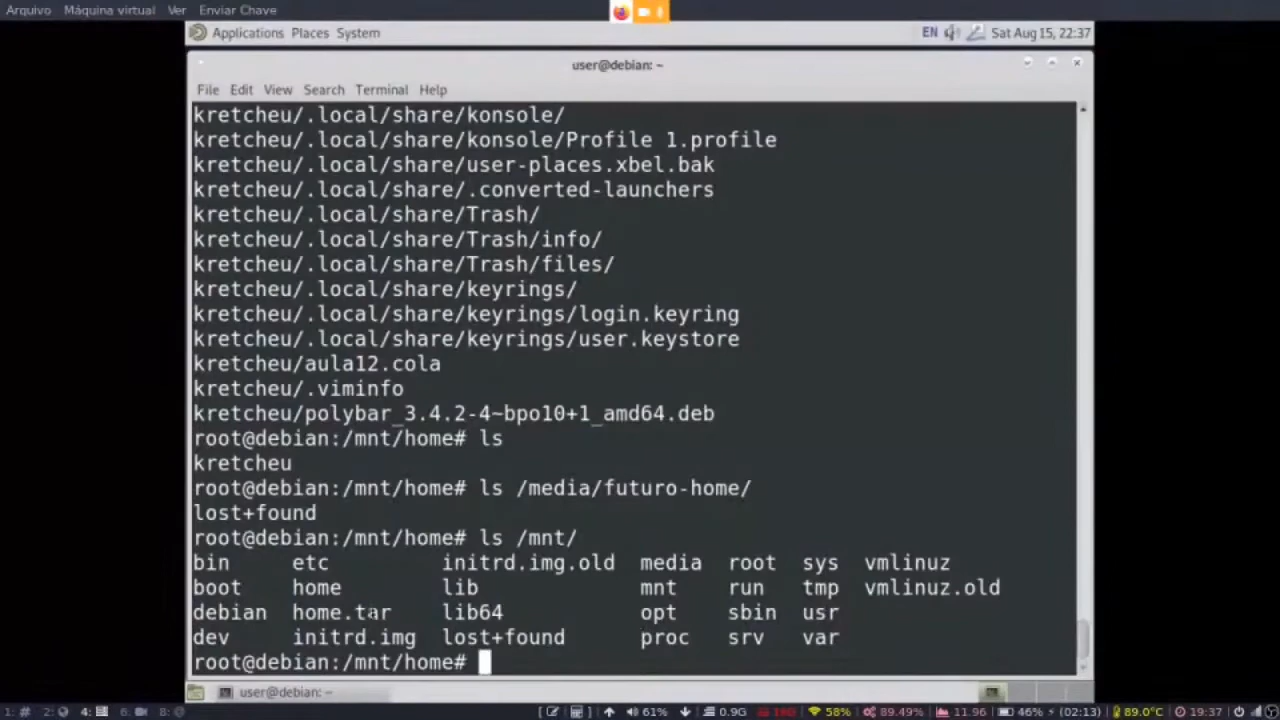 Arquivo Máquina virtual Ver Enviar Chave
Applications Places System EN Sat Aug 15, 22:37
user@debian: ~
File Edit View Search Terminal Help
kretcheu/.local/share/konsole/
kretcheu/.local/share/konsole/Profile 1.profile
kretcheu/.local/share/user-places.xbel.bak
kretcheu/.local/share/.converted-launchers
kretcheu/.local/share/Trash/
kretcheu/.local/share/Trash/info/
kretcheu/.local/share/Trash/files/
kretcheu/.local/share/keyrings/
kretcheu/.local/share/keyrings/login.keyring
kretcheu/.local/share/keyrings/user.keystore
kretcheu/aula12.cola
kretcheu/.viminfo
kretcheu/polybar_3.4.2-4~bpo10+1_amd64.deb
root@debian:/mnt/home# ls
kretcheu
root@debian:/mnt/home# ls /media/futuro-home/
lost+found
root@debian:/mnt/home# ls /mnt/
bin etc initrd.img.old media root sys vmlinuz
boot home lib mnt run tmp vmlinuz.old
debian home.tar lib64 opt sbin usr
dev initrd.img lost+found proc srv var
root@debian:/mnt/home#
user@debian: ~
1: # 2: 4: 6: 8: 61% 0.9G 58% 89.49% 11.96 46% (02:13) 89.0°C 19:37